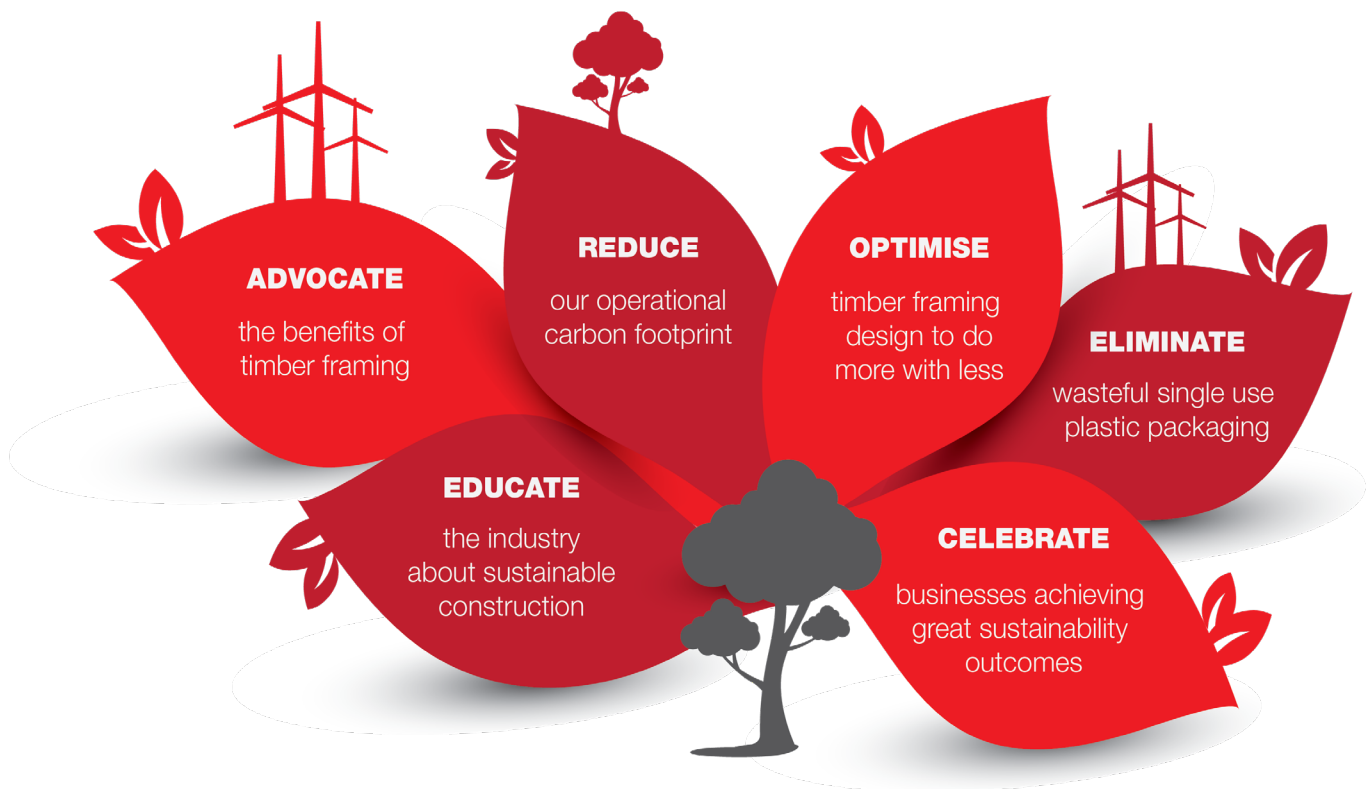 ADVOCATE
the benefits of
timber framing
REDUCE
our operational
carbon footprint
OPTIMISE
timber framing
design to do
more with less
ELIMINATE
wasteful single use
plastic packaging
EDUCATE
the industry
about sustainable
construction
CELEBRATE
businesses achieving
great sustainability
outcomes